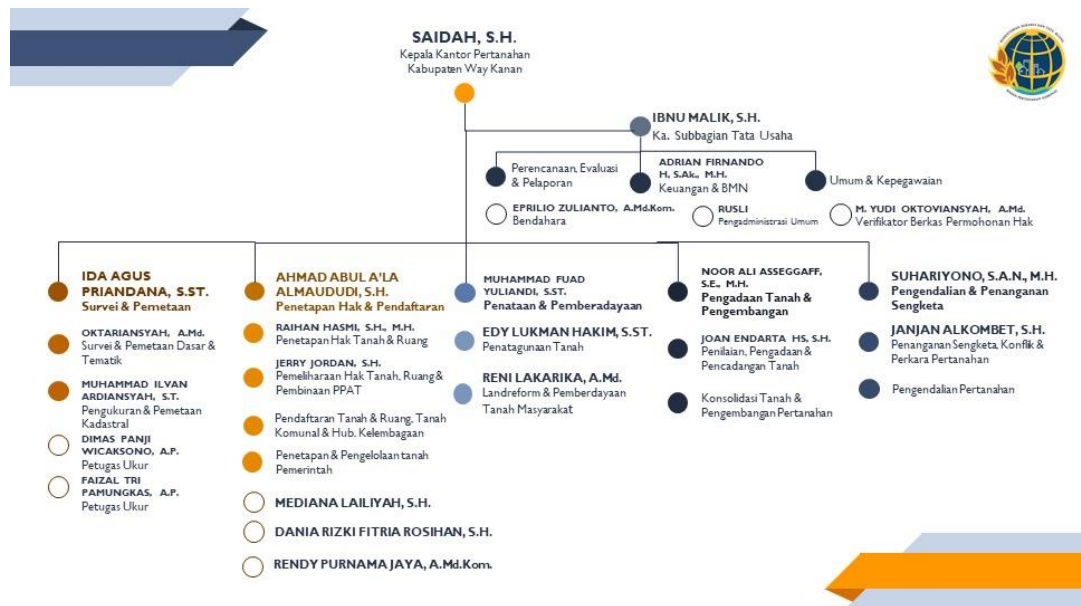 SAIDAH, S.H.
Kepala Kantor Pertanahan
Kabupaten Way Kanan
IBNU MALIK, S.H.
Ka. Subbagian Tata Usaha
Perencanaan, Evaluasi
& Pelaporan
ADRIAN FIRNANDO
H, S.Ak., M.H.
Keuangan & BMN
Umum & Kepegawaian
EPRILIO ZULIANTO, A.Md.Kom.
Bendahara
RUSLI
Pengadministrasi Umum
M. YUDI OKTOVIANSYAH, A.Md.
Verifikator Berkas Permohonan Hak
IDA AGUS
PRIANDANA, S.ST.
Survei & Pemetaan
OKTARIANSYAH, A.Md.
Survei & Pemetaan Dasar &
Tematik
MUHAMMAD ILVAN
ARDIANSYAH, S.T.
Pengukuran & Pemetaan
Kadastral
DIMAS PANJI
WICAKSONO, A.P.
Petugas Ukur
FAIZAL TRI
PAMUNGKAS, A.P.
Petugas Ukur
AHMAD ABUL A'LA
ALMAUDUDI, S.H.
Penetapan Hak & Pendaftaran
RAIHAN HASMI, S.H., M.H.
Penetapan Hak Tanah & Ruang
JERRY JORDAN, S.H.
Pemeliharaan Hak Tanah, Ruang &
Pembinaan PPAT
Pendaftaran Tanah & Ruang, Tanah
Komunal & Hub. Kelembagaan
Penetapan & Pengelolaan tanah
Pemerintah
MEDIANA LAILIYAH, S.H.
DANIA RIZKI FITRIA ROSIHAN, S.H.
RENDY PURNAMA JAYA, A.Md.Kom.
MUHAMMAD FUAD
YULIANDI, S.ST.
Penataan & Pemberadayaan
EDY LUKMAN HAKIM, S.ST.
Penatagunaan Tanah
RENI LAKARIKA, A.Md.
Landreform & Pemberdayaan
Tanah Masyarakat
NOOR ALI ASSEGGAFF,
S.E., M.H.
Pengadaan Tanah &
Pengembangan
JOAN ENDARTA HS, S.H.
Penilaian, Pengadaan &
Pencadangan Tanah
Konsolidasi Tanah &
Pengembangan Pertanahan
SUHARIYONO, S.A.N., M.H.
Pengendalian & Penanganan
Sengketa
JANJAN ALKOMBET, S.H.
Penanganan Sengketa, Konflik &
Perkara Pertanahan
Pengendalian Pertanahan